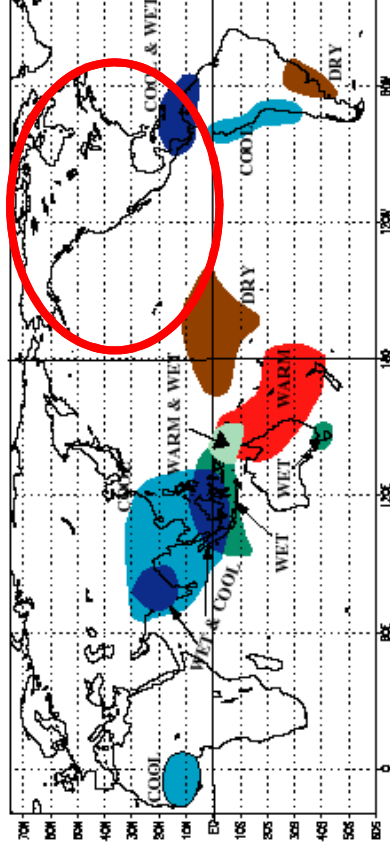 COOL
COOL
WARM & WET
COOL & WET
WET & COOL
WET
WET
WARM
DRY
COOL
DRY
70N
60N
50N
40N
30N
20N
10N
EQ
10S
20S
30S
40S
50S
60S
0
60E
120E
180
120W
60W